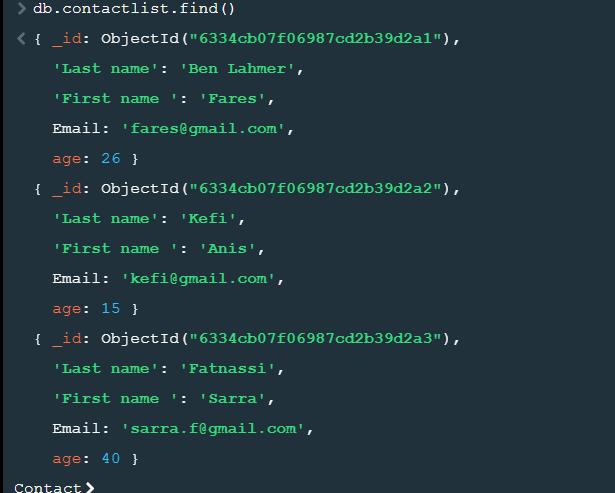 > db.contactlist.find()
< { _id: ObjectId("6334cb07f06987cd2b39d2a1"),
'Last name': 'Ben Lahmer',
'First name ': 'Fares',
Email: 'fares@gmail.com',
age: 26 }
{ _id: ObjectId("6334cb07f06987cd2b39d2a2"),
'Last name': 'Kefi',
'First name ': 'Anis',
Email: 'kefi@gmail.com',
age: 15 }
{ _id: ObjectId("6334cb07f06987cd2b39d2a3"),
'Last name': 'Fatnassi',
'First name ': 'Sarra',
Email: 'sarra.f@gmail.com',
age: 40 }
Contact>